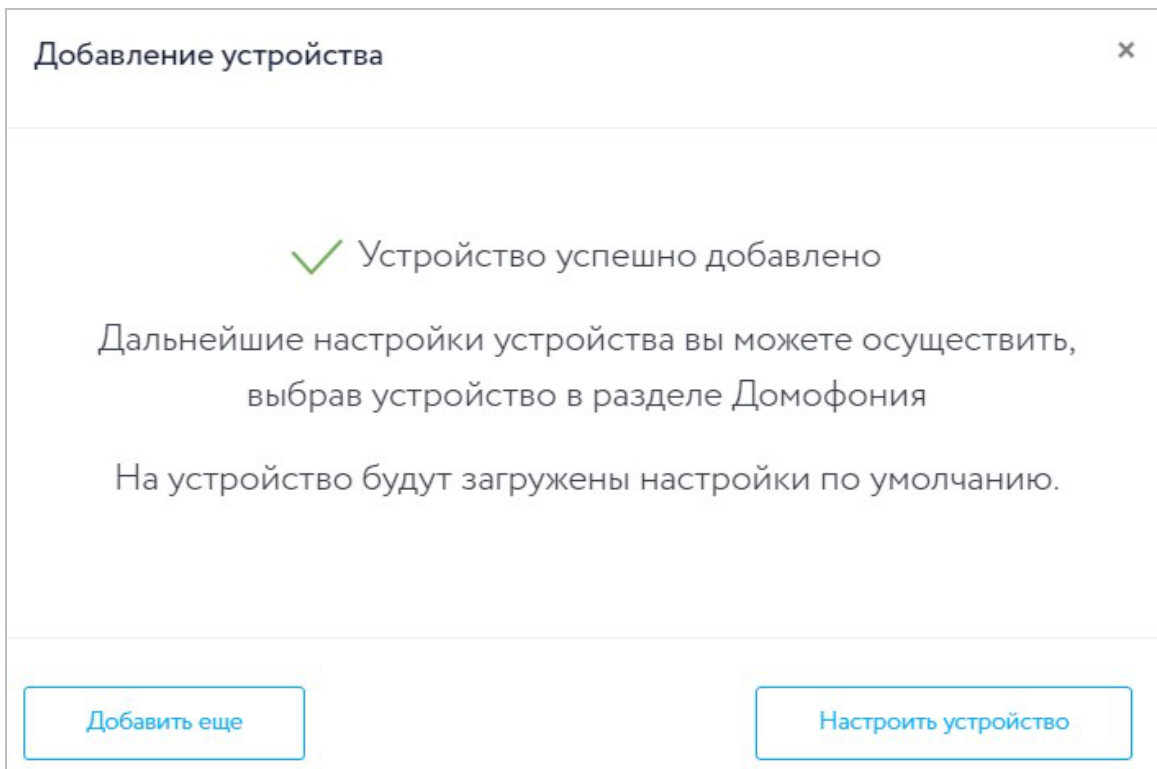 Добавление устройства
Устройство успешно добавлено
Дальнейшие настройки устройства вы можете осуществить,
выбрав устройство в разделе Домофония
На устройство будут загружены настройки по умолчанию.
Добавить еще
Настроить устройство